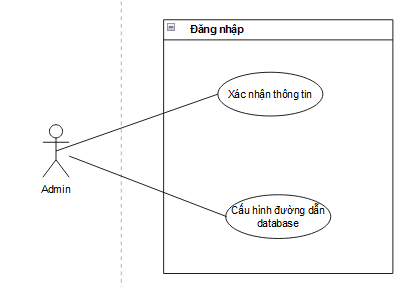 Đăng nhập
Xác nhận thông tin
Admin
Cấu hình đường dẫn
database